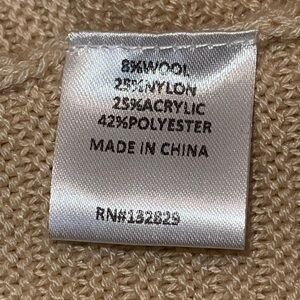 8%WOOL
25%NYLON
25%ACRYLIC
42%POLYESTER
MADE IN CHINA
RN#132829